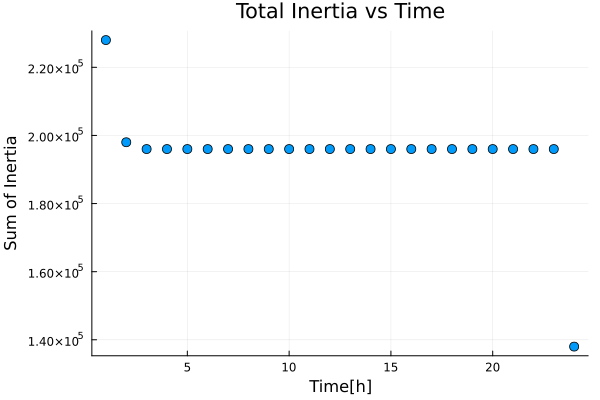 Total Inertia vs Time
Sum of Inertia
2.20×10⁵
2.00×10⁵
1.80×10⁵
1.60×10⁵
1.40×10⁵
5 10 15 20
Time[h]